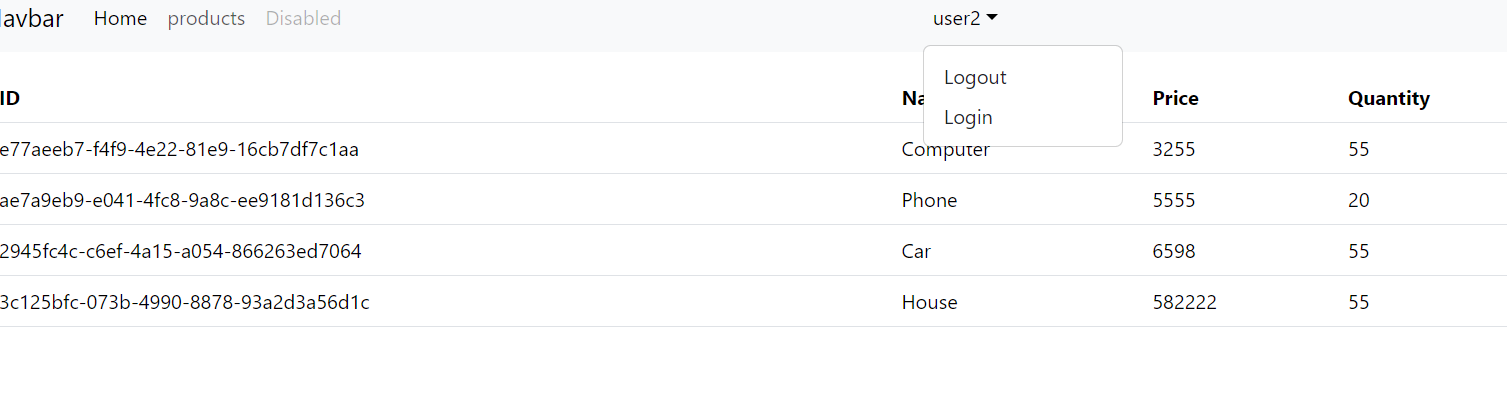 avbar Home products Disabled user2
Logout
Login
ID Na Price Quantity
e77aeeb7-f4f9-4e22-81e9-16cb7df7c1aa Computer 3255 55
ae7a9eb9-e041-4fc8-9a8c-ee9181d136c3 Phone 5555 20
2945fc4c-c6ef-4a15-a054-866263ed7064 Car 6598 55
3c125bfc-073b-4990-8878-93a2d3a56d1c House 582222 55